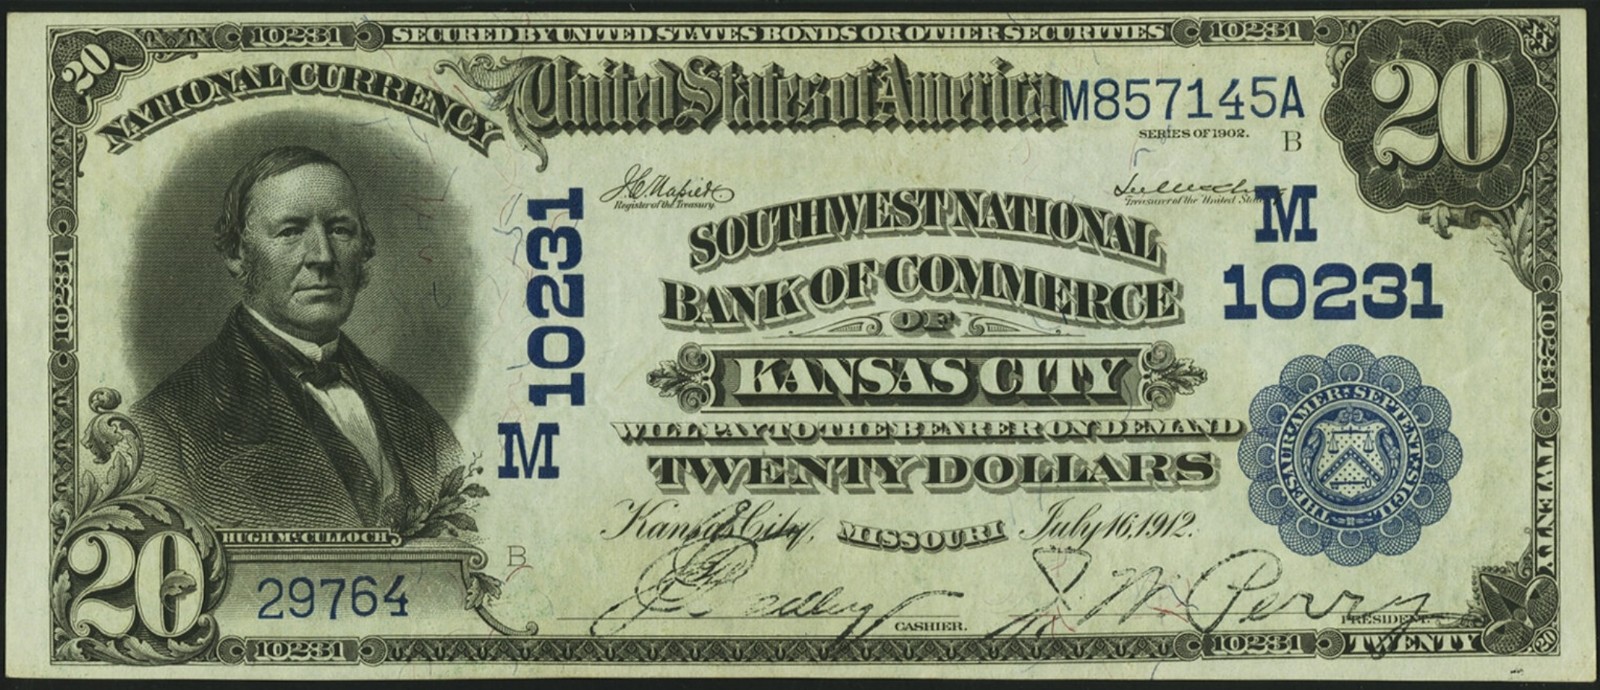 10231 SECURED BY UNITED STATES BONDS OR OTHER SECURITIES 10231
20 NATIONAL CURRENCY
United States of America
M857145A
SERIES OF 1902.
B
20
Register of the Treasury.
Treasurer of the United
SOUTHWEST NATIONAL
BANK OF COMMERCE
OF
KANSAS CITY
WILL PAY TO THE BEARER ON DEMAND
TWENTY DOLLARS
Kansas City, MISSOURI July 16, 1912.
M 10231
M
10231
THESAUR. AMER. SEPTENT. SIGIL.
10231
10231
TWENTY
HUGH McCULLOCH
20
29764
B
CASHIER.
J W Perry
PRESIDENT.
10231
10231
TWENTY
20